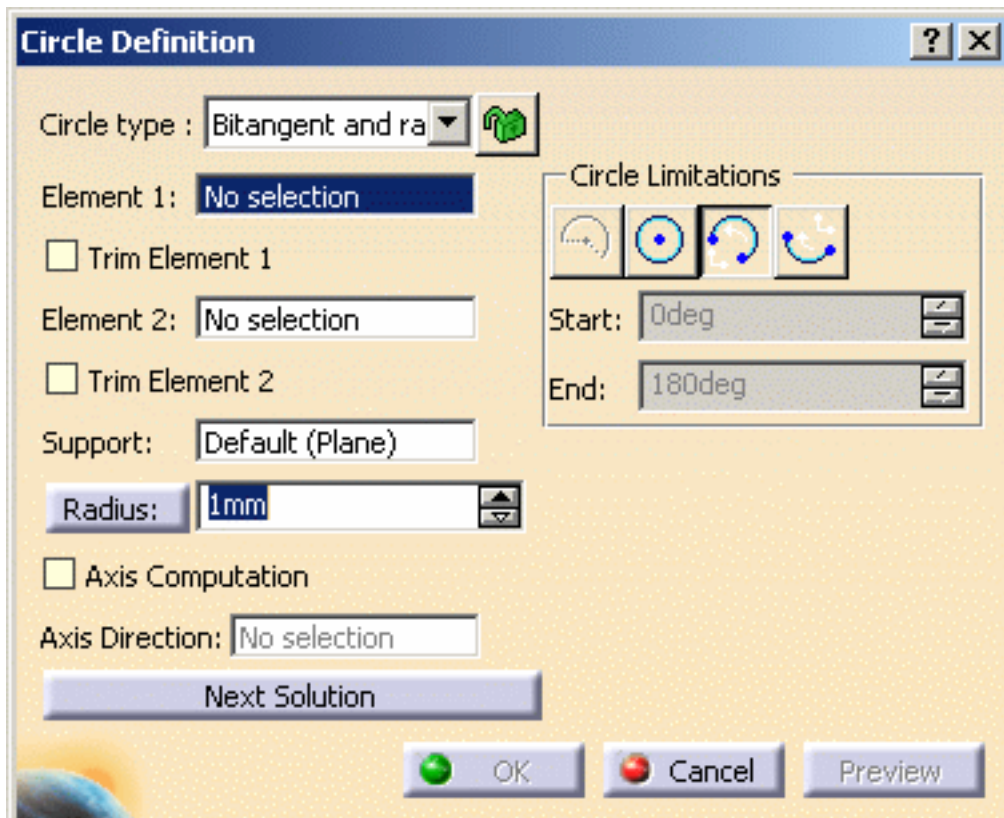 Circle Definition
Circle type : Bitangent and ra
Element 1: No selection
Trim Element 1
Element 2: No selection
Trim Element 2
Support: Default (Plane)
Radius: 1mm
Axis Computation
Axis Direction: No selection
Next Solution
Circle Limitations
Start: 0deg
End: 180deg
OK Cancel Preview